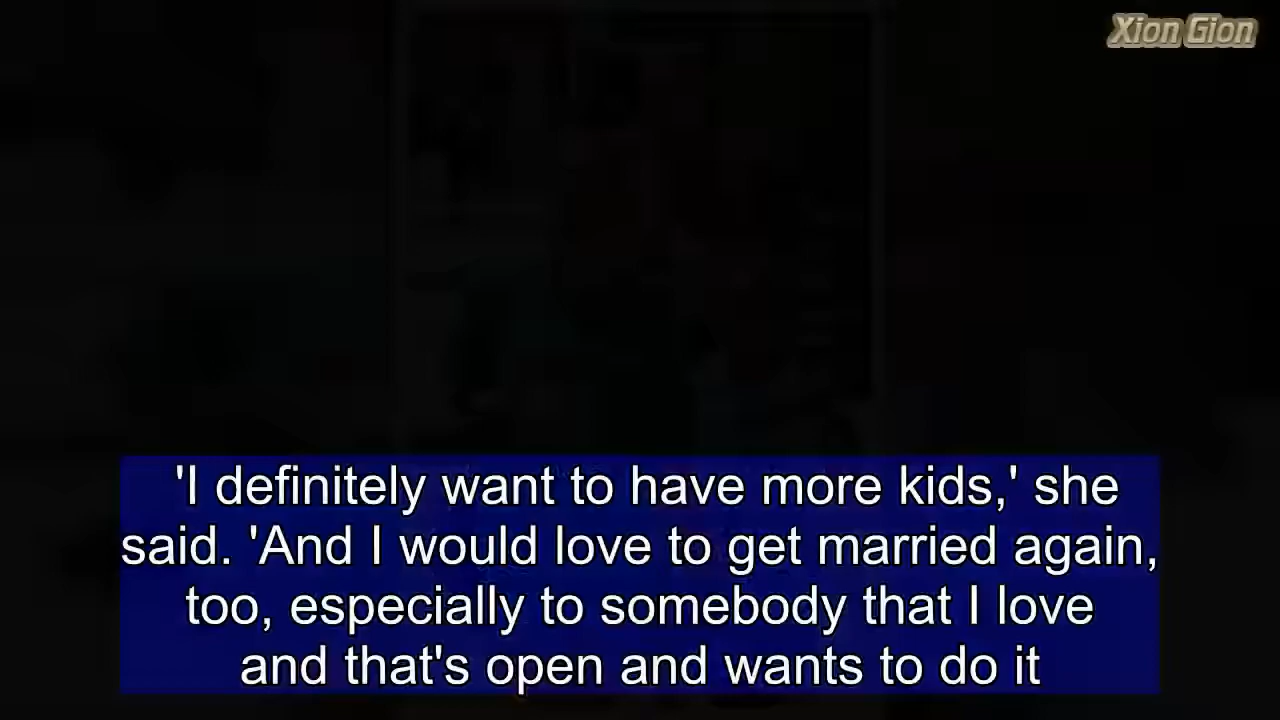 Xion Gion
'I definitely want to have more kids,' she
said. 'And I would love to get married again,
too, especially to somebody that I love
and that's open and wants to do it